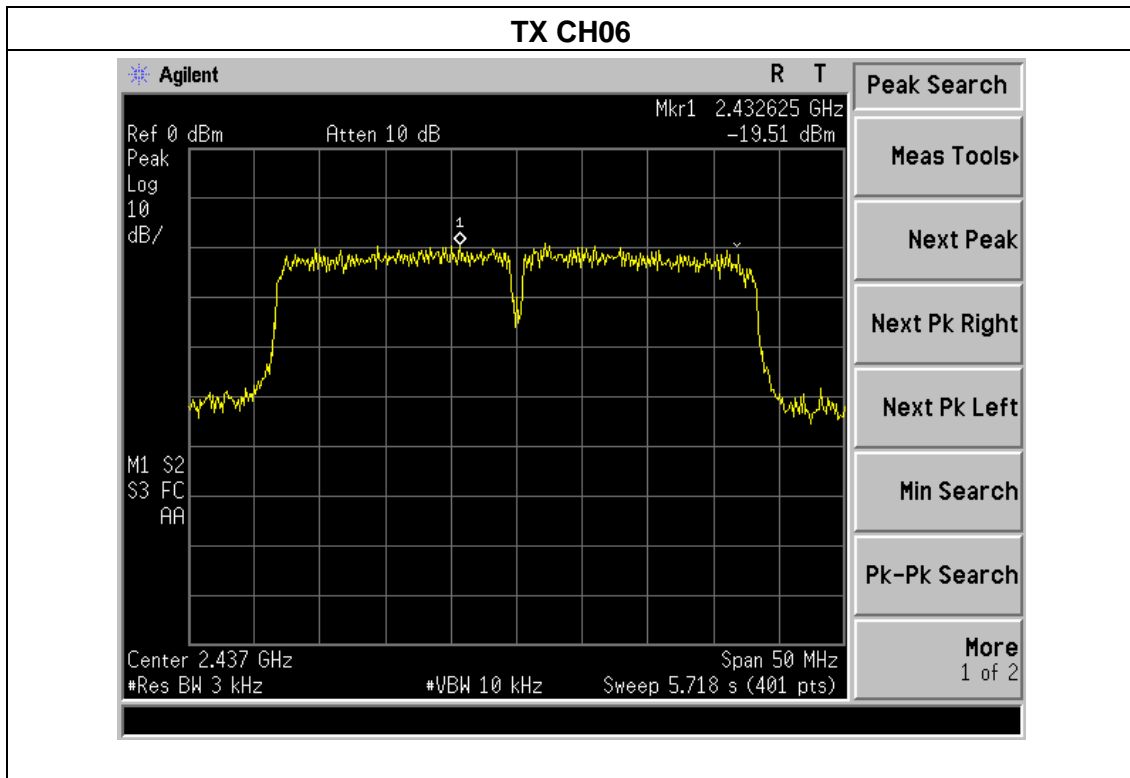 TX CH06
Agilent R T
Peak Search
Mkr1 2.432625 GHz
Ref 0 dBm Atten 10 dB -19.51 dBm
Peak
Log
10
dB/
1
M1 S2
S3 FC
AA
Center 2.437 GHz Span 50 MHz
#Res BW 3 kHz #VBW 10 kHz Sweep 5.718 s (401 pts)
Meas Tools
Next Peak
Next Pk Right
Next Pk Left
Min Search
Pk-Pk Search
More
1 of 2